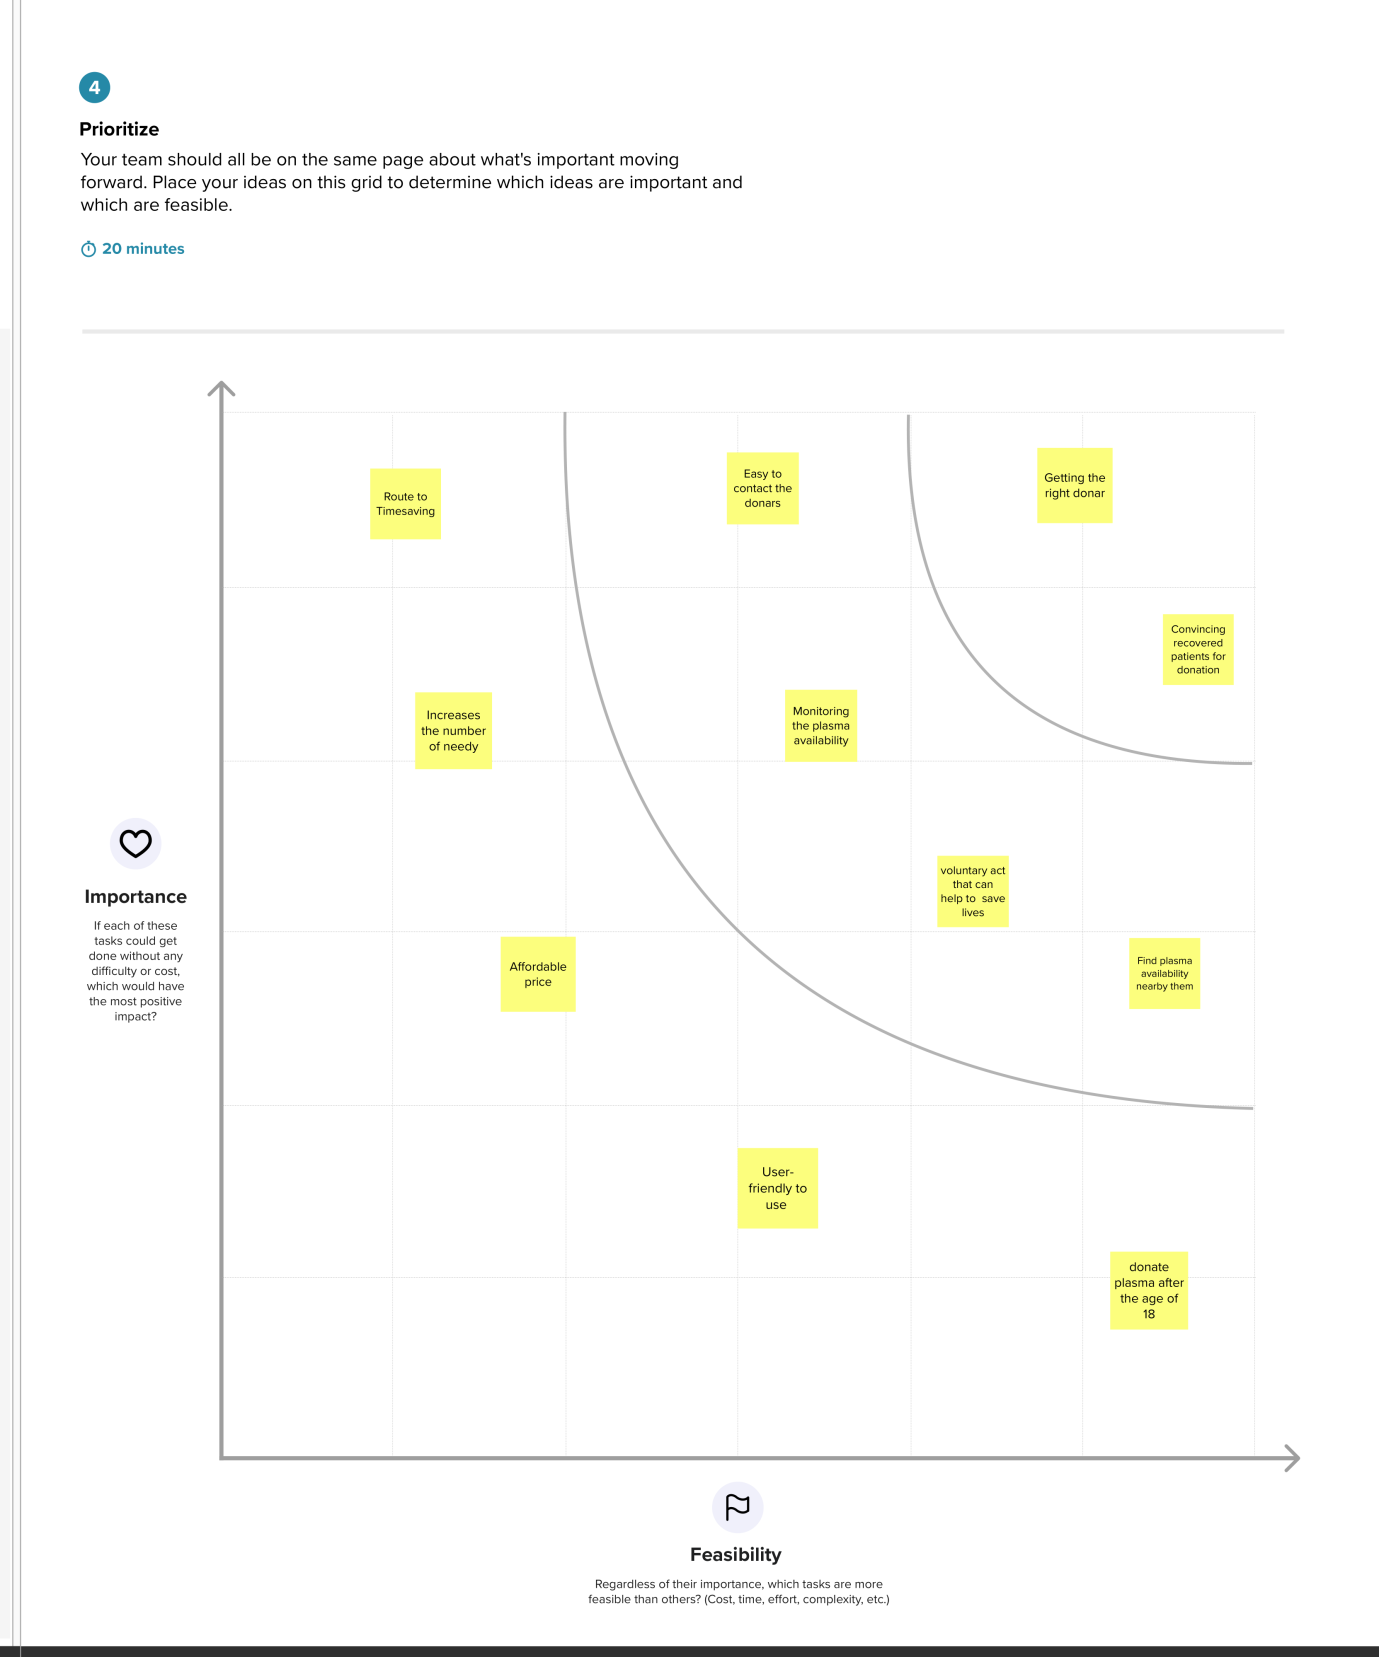 4
Prioritize
Your team should all be on the same page about what's important moving
forward. Place your ideas on this grid to determine which ideas are important and
which are feasible.
20 minutes
Route to
Timesaving
Easy to
contact the
donars
Getting the
right donar
Convincing
recovered
patients for
donation
Increases
the number
of needy
Monitoring
the plasma
availability
voluntary act
that can
help to  save
lives
Importance
If each of these
tasks could get
done without any
difficulty or cost,
which would have
the most positive
impact?
Affordable
price
Find plasma
availability
nearby them
User-
friendly to
use
donate
plasma after
the age of
18
Feasibility
Regardless of their importance, which tasks are more
feasible than others? (Cost, time, effort, complexity, etc.)